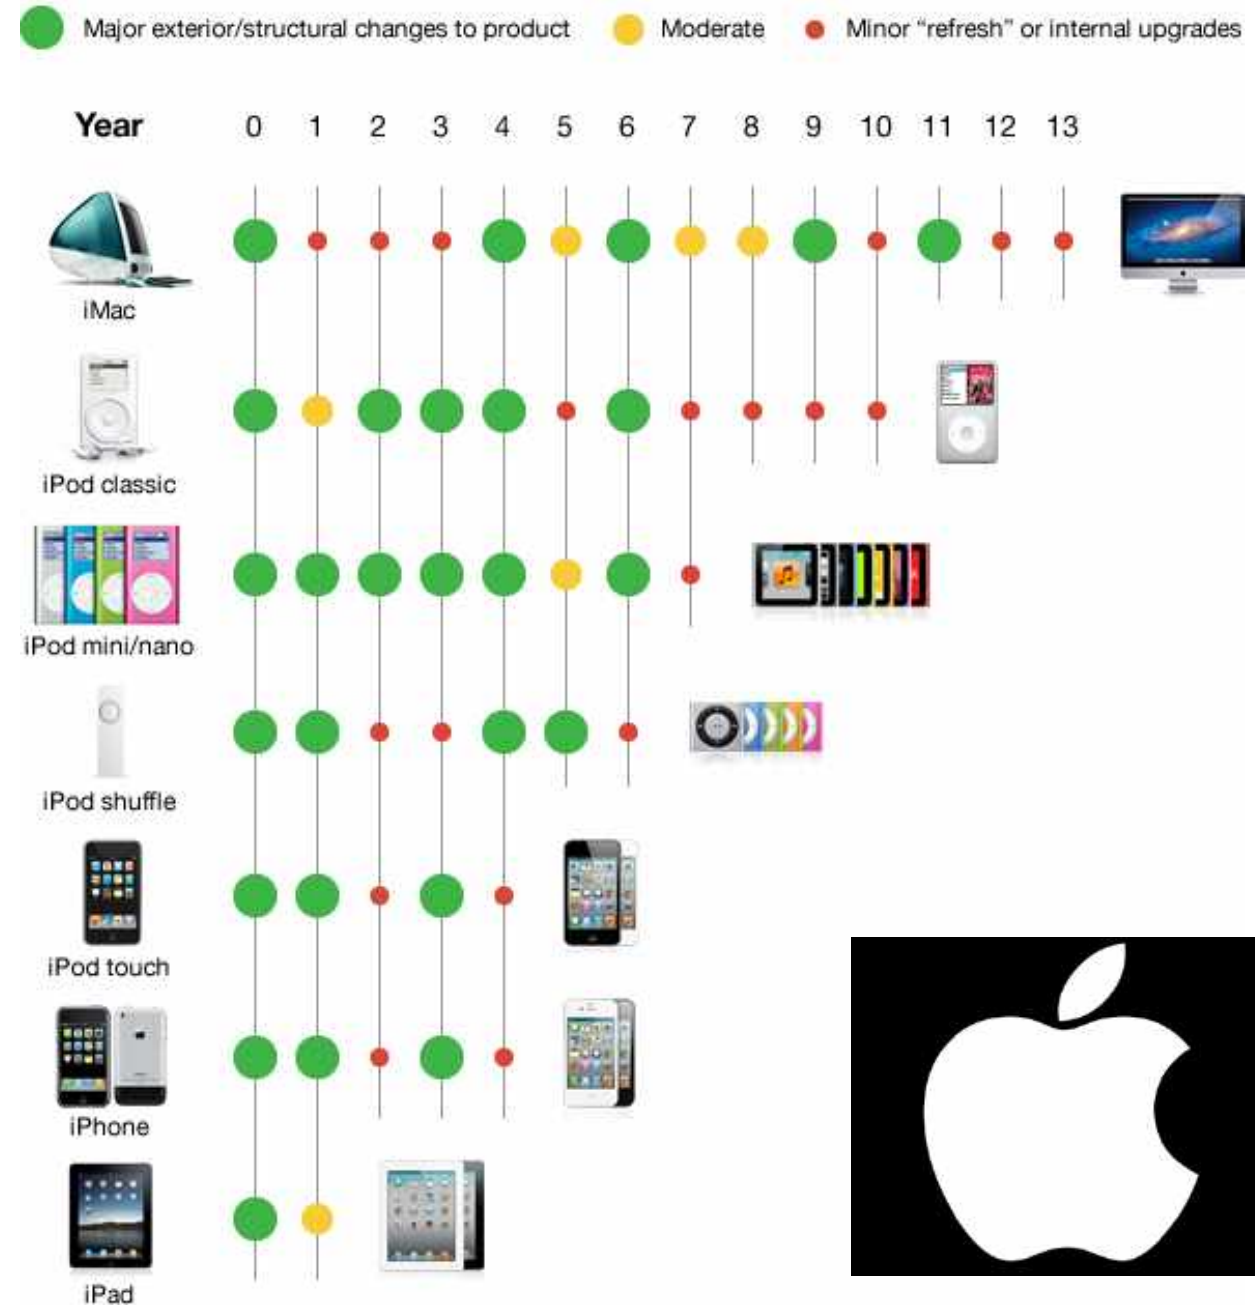 Major exterior/structural changes to product Moderate Minor “refresh” or internal upgrades
Year 0 1 2 3 4 5 6 7 8 9 10 11 12 13
iMac
iPod classic
iPod mini/nano
iPod shuffle
iPod touch
iPhone
iPad